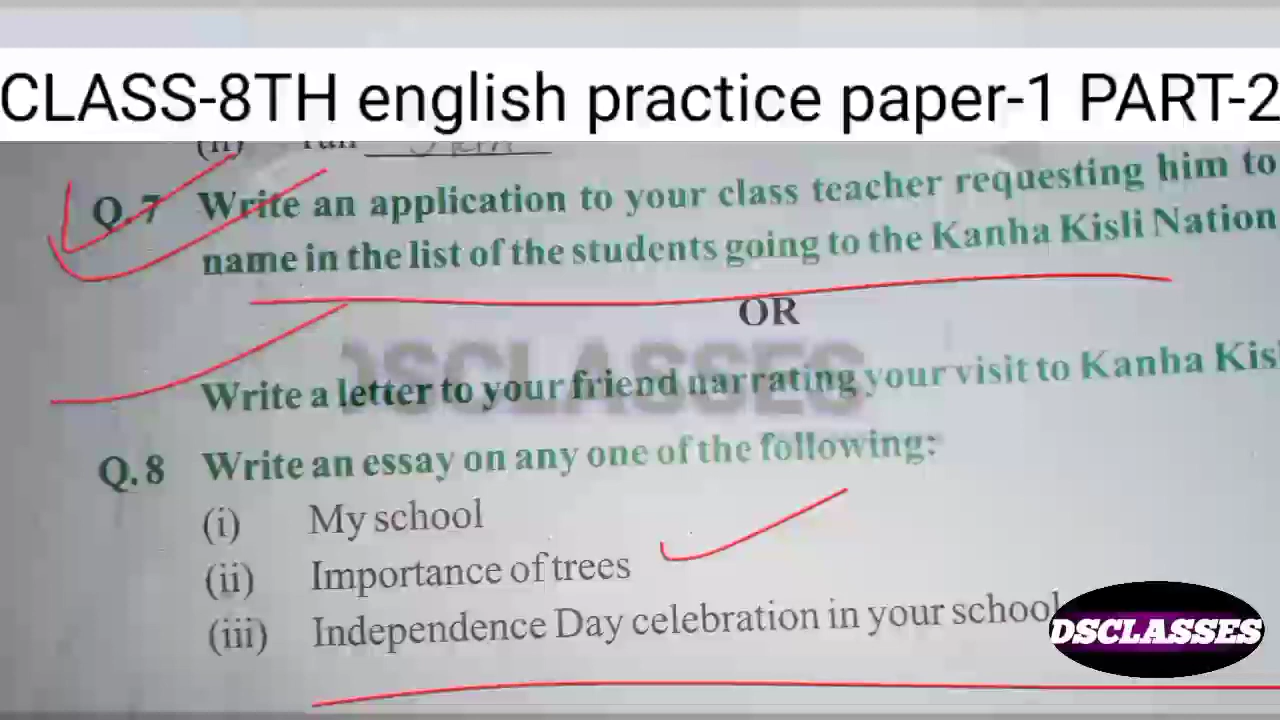 CLASS-8TH english practice paper-1 PART-2
(ii)
Q.7 Write an application to your class teacher requesting him to
name in the list of the students going to the Kanha Kisli Nation
OR
DSCLASSES
Write a letter to your friend narrating your visit to Kanha Kisl
Q.8 Write an essay on any one of the following:
(i) My school
(ii) Importance of trees
(iii) Independence Day celebration in your school
DSCLASSES